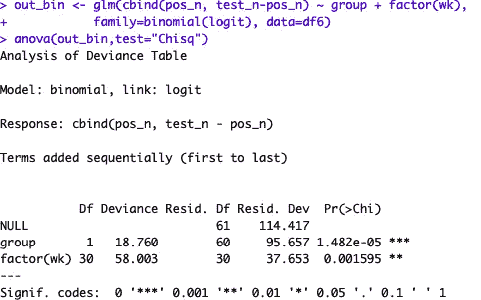 > out_bin <- glm(cbind(pos_n, test_n-pos_n) ~ group + factor(wk),
+            family=binomial(logit), data=df6)
> anova(out_bin,test="Chisq")
Analysis of Deviance Table
Model: binomial, link: logit
Response: cbind(pos_n, test_n - pos_n)
Terms added sequentially (first to last)
           Df Deviance Resid. Df Resid. Dev  Pr(>Chi)
NULL                          61    114.417
group       1   18.760        60     95.657 1.482e-05 ***
factor(wk) 30   58.003        30     37.653  0.001595 **
---
Signif. codes:  0 '***' 0.001 '**' 0.01 '*' 0.05 '.' 0.1 ' ' 1